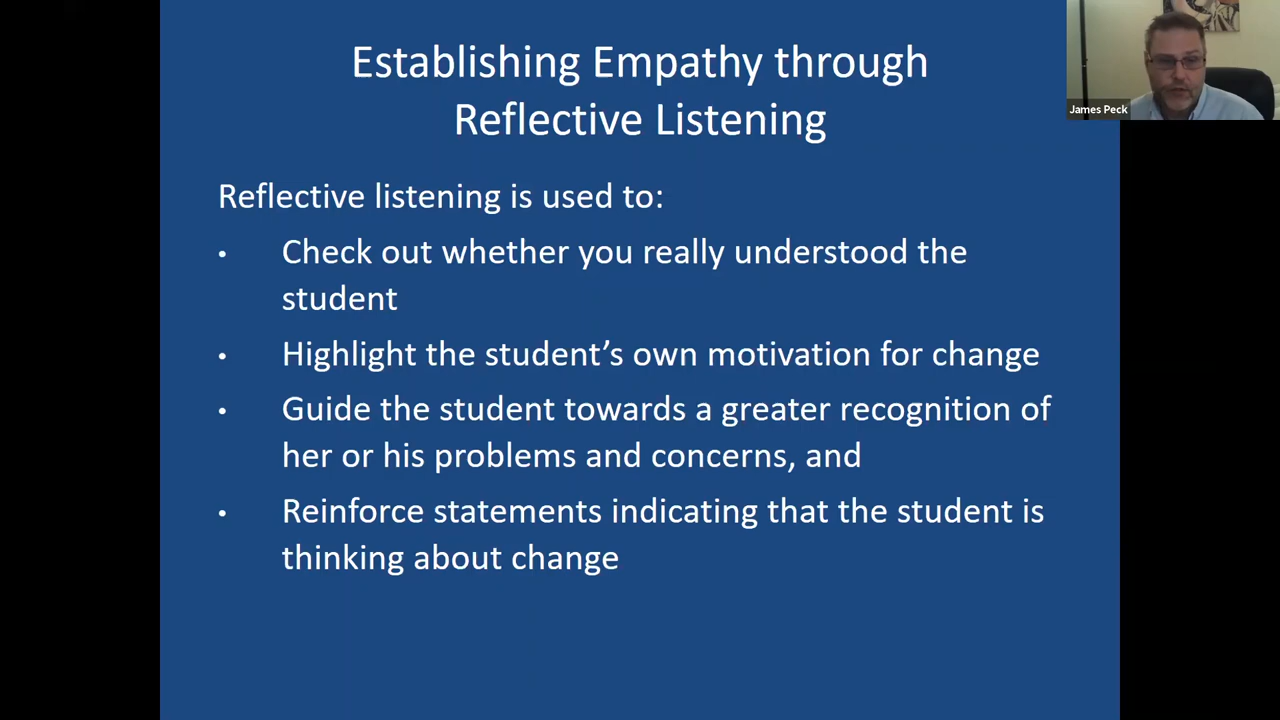 Establishing Empathy through
Reflective Listening
James Peck
Reflective listening is used to:
• Check out whether you really understood the
student
• Highlight the student’s own motivation for change
• Guide the student towards a greater recognition of
her or his problems and concerns, and
• Reinforce statements indicating that the student is
thinking about change